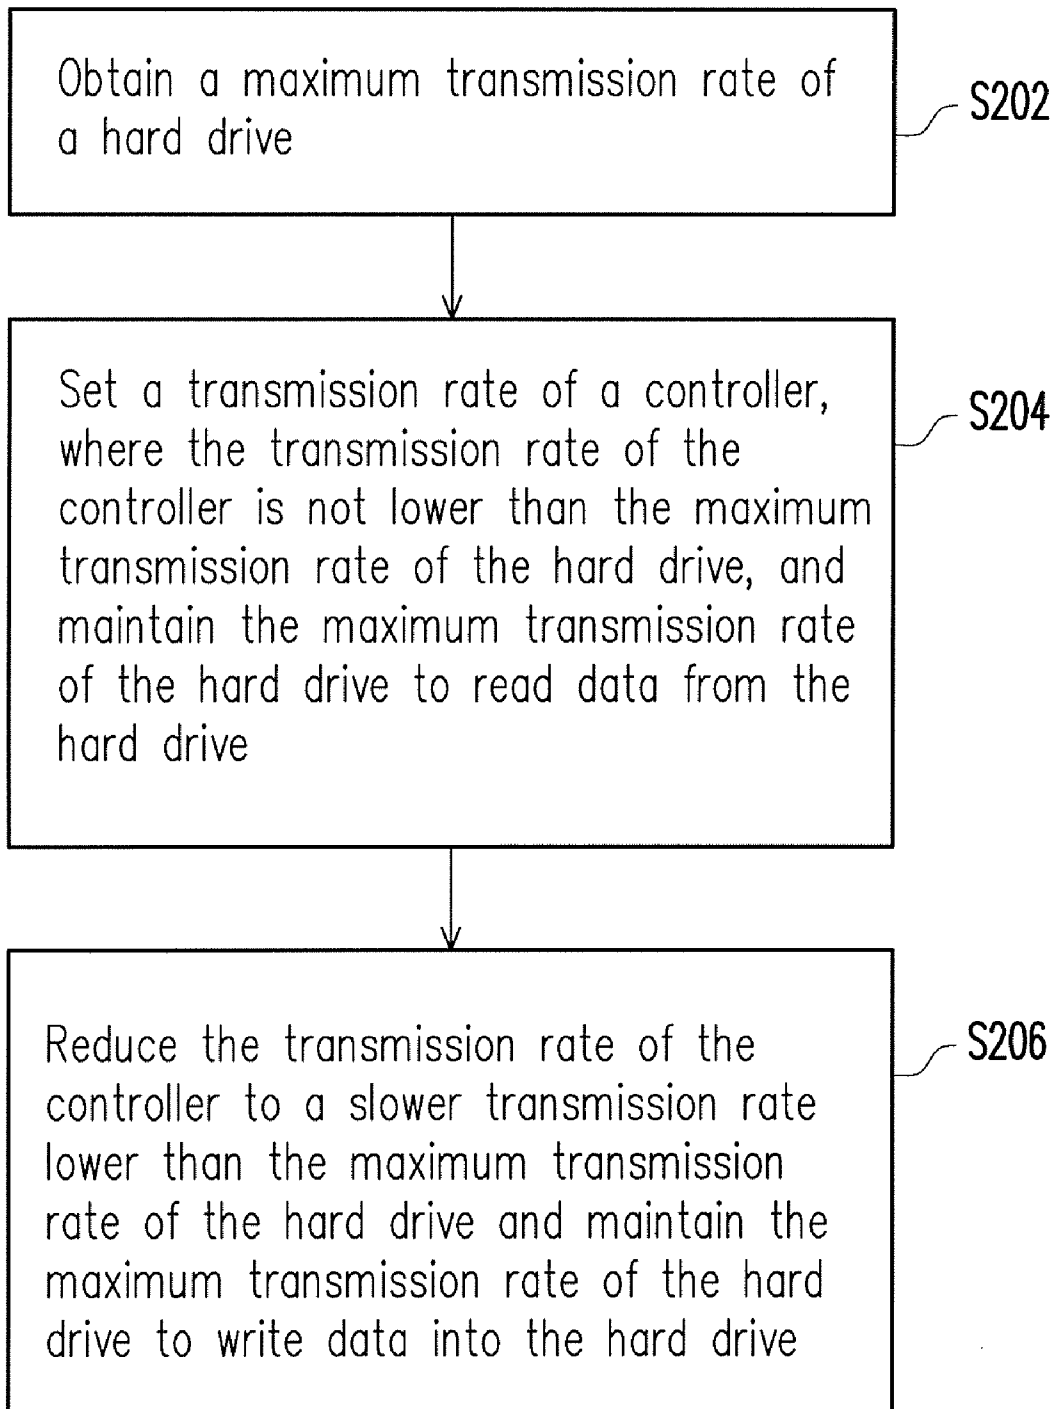 Obtain a maximum transmission rate of
a hard drive
S202
Set a transmission rate of a controller,
where the transmission rate of the
controller is not lower than the maximum
transmission rate of the hard drive, and
maintain the maximum transmission rate
of the hard drive to read data from the
hard drive
S204
Reduce the transmission rate of the
controller to a slower transmission rate
lower than the maximum transmission
rate of the hard drive and maintain the
maximum transmission rate of the hard
drive to write data into the hard drive
S206